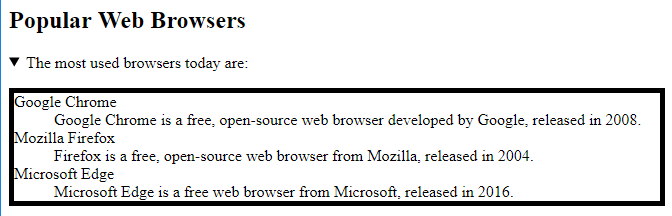 Popular Web Browsers
The most used browsers today are:
Google Chrome
Google Chrome is a free, open-source web browser developed by Google, released in 2008.
Mozilla Firefox
Firefox is a free, open-source web browser from Mozilla, released in 2004.
Microsoft Edge
Microsoft Edge is a free web browser from Microsoft, released in 2016.